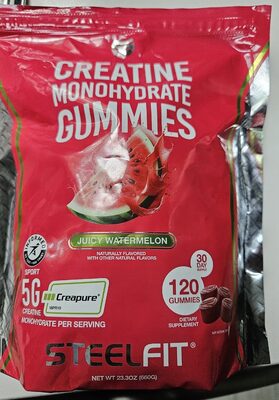 CREATINE
MONOHYDRATE
GUMMIES
JUICY WATERMELON
NATURALLY FLAVORED
WITH OTHER NATURAL FLAVORS
30
DAY
SUPPLY
120
GUMMIES
DIETARY
SUPPLEMENT
SPORT
5G
CREATINE
Creapure®
MONOHYDRATE PER SERVING
STEELFIT®
NET WT 23.3OZ (660G)